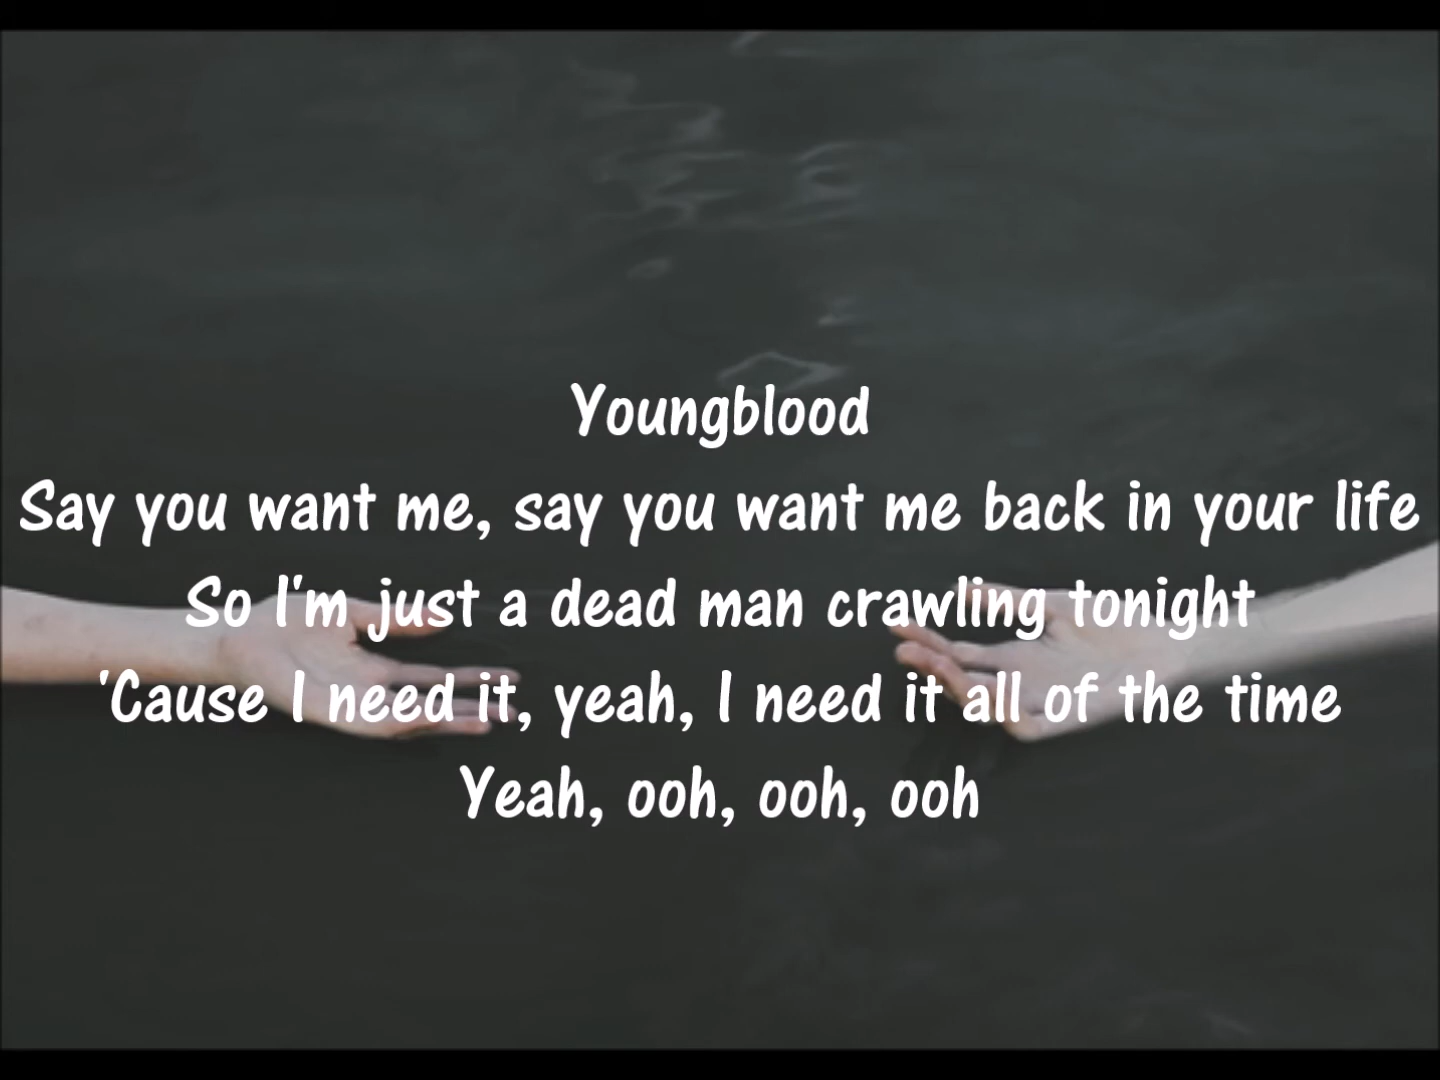 Youngblood
Say you want me, say you want me back in your life
So I'm just a dead man crawling tonight
'Cause I need it, yeah, I need it all of the time
Yeah, ooh, ooh, ooh